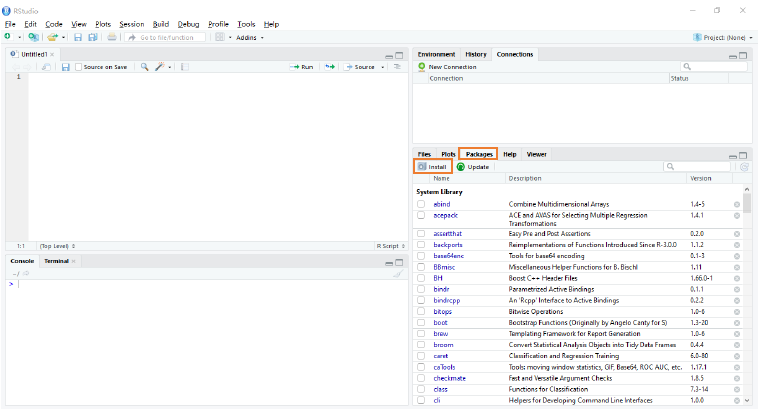 RStudio
File Edit Code View Plots Session Build Debug Profile Tools Help
Go to file/function Addins Project: (None)
Untitled1
Source on Save Run Source
1
1:1 (Top Level) R Script
Console Terminal
~/
>
Environment History Connections
New Connection
Connection Status
Files Plots Packages Help Viewer
Install Update
Name Description Version
System Library
abind Combine Multidimensional Arrays 1.4-5
acepack ACE and AVAS for Selecting Multiple Regression 1.4.1
Transformations
assertthat Easy Pre and Post Assertions 0.2.0
backports Reimplementations of Functions Introduced Since R-3.0.0 1.1.2
base64enc Tools for base64 encoding 0.1-3
BBmisc Miscellaneous Helper Functions for B. Bischl 1.11
BH Boost C++ Header Files 1.66.0-1
bindr Parametrized Active Bindings 0.1.1
bindrcpp An 'Rcpp' Interface to Active Bindings 0.2.2
bitops Bitwise Operations 1.0-6
boot Bootstrap Functions (Originally by Angelo Canty for S) 1.3-20
brew Templating Framework for Report Generation 1.0-6
broom Convert Statistical Analysis Objects into Tidy Data Frames 0.4.4
caret Classification and Regression Training 6.0-80
caTools Tools: moving window statistics, GIF, Base64, ROC AUC, etc. 1.17.1
checkmate Fast and Versatile Argument Checks 1.8.5
class Functions for Classification 7.3-14
cli Helpers for Developing Command Line Interfaces 1.0.0